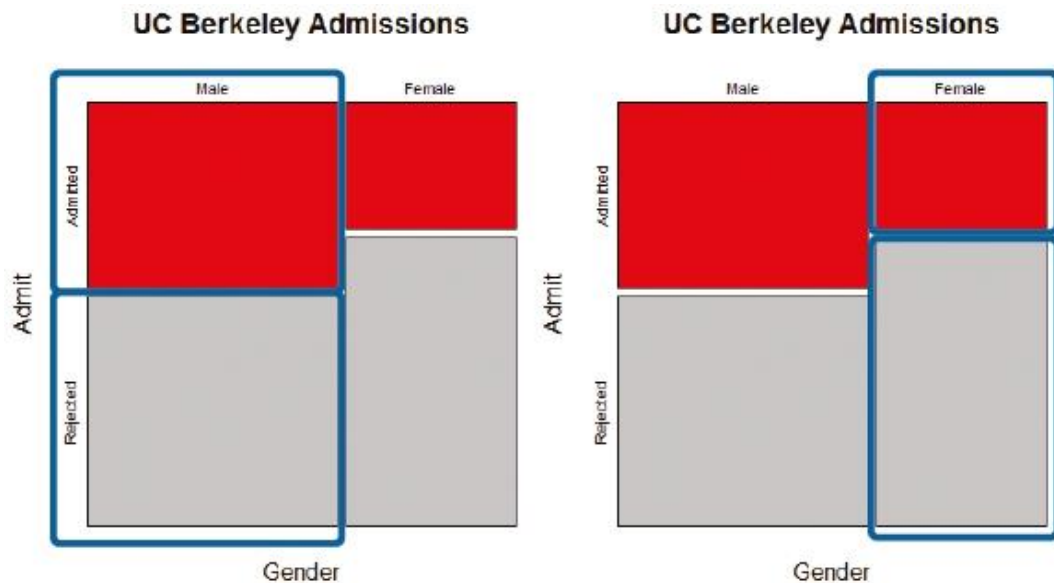 UC Berkeley Admissions
Male Female
Admitted
Rejected
Admit
Gender
UC Berkeley Admissions
Male Female
Admitted
Rejected
Admit
Gender